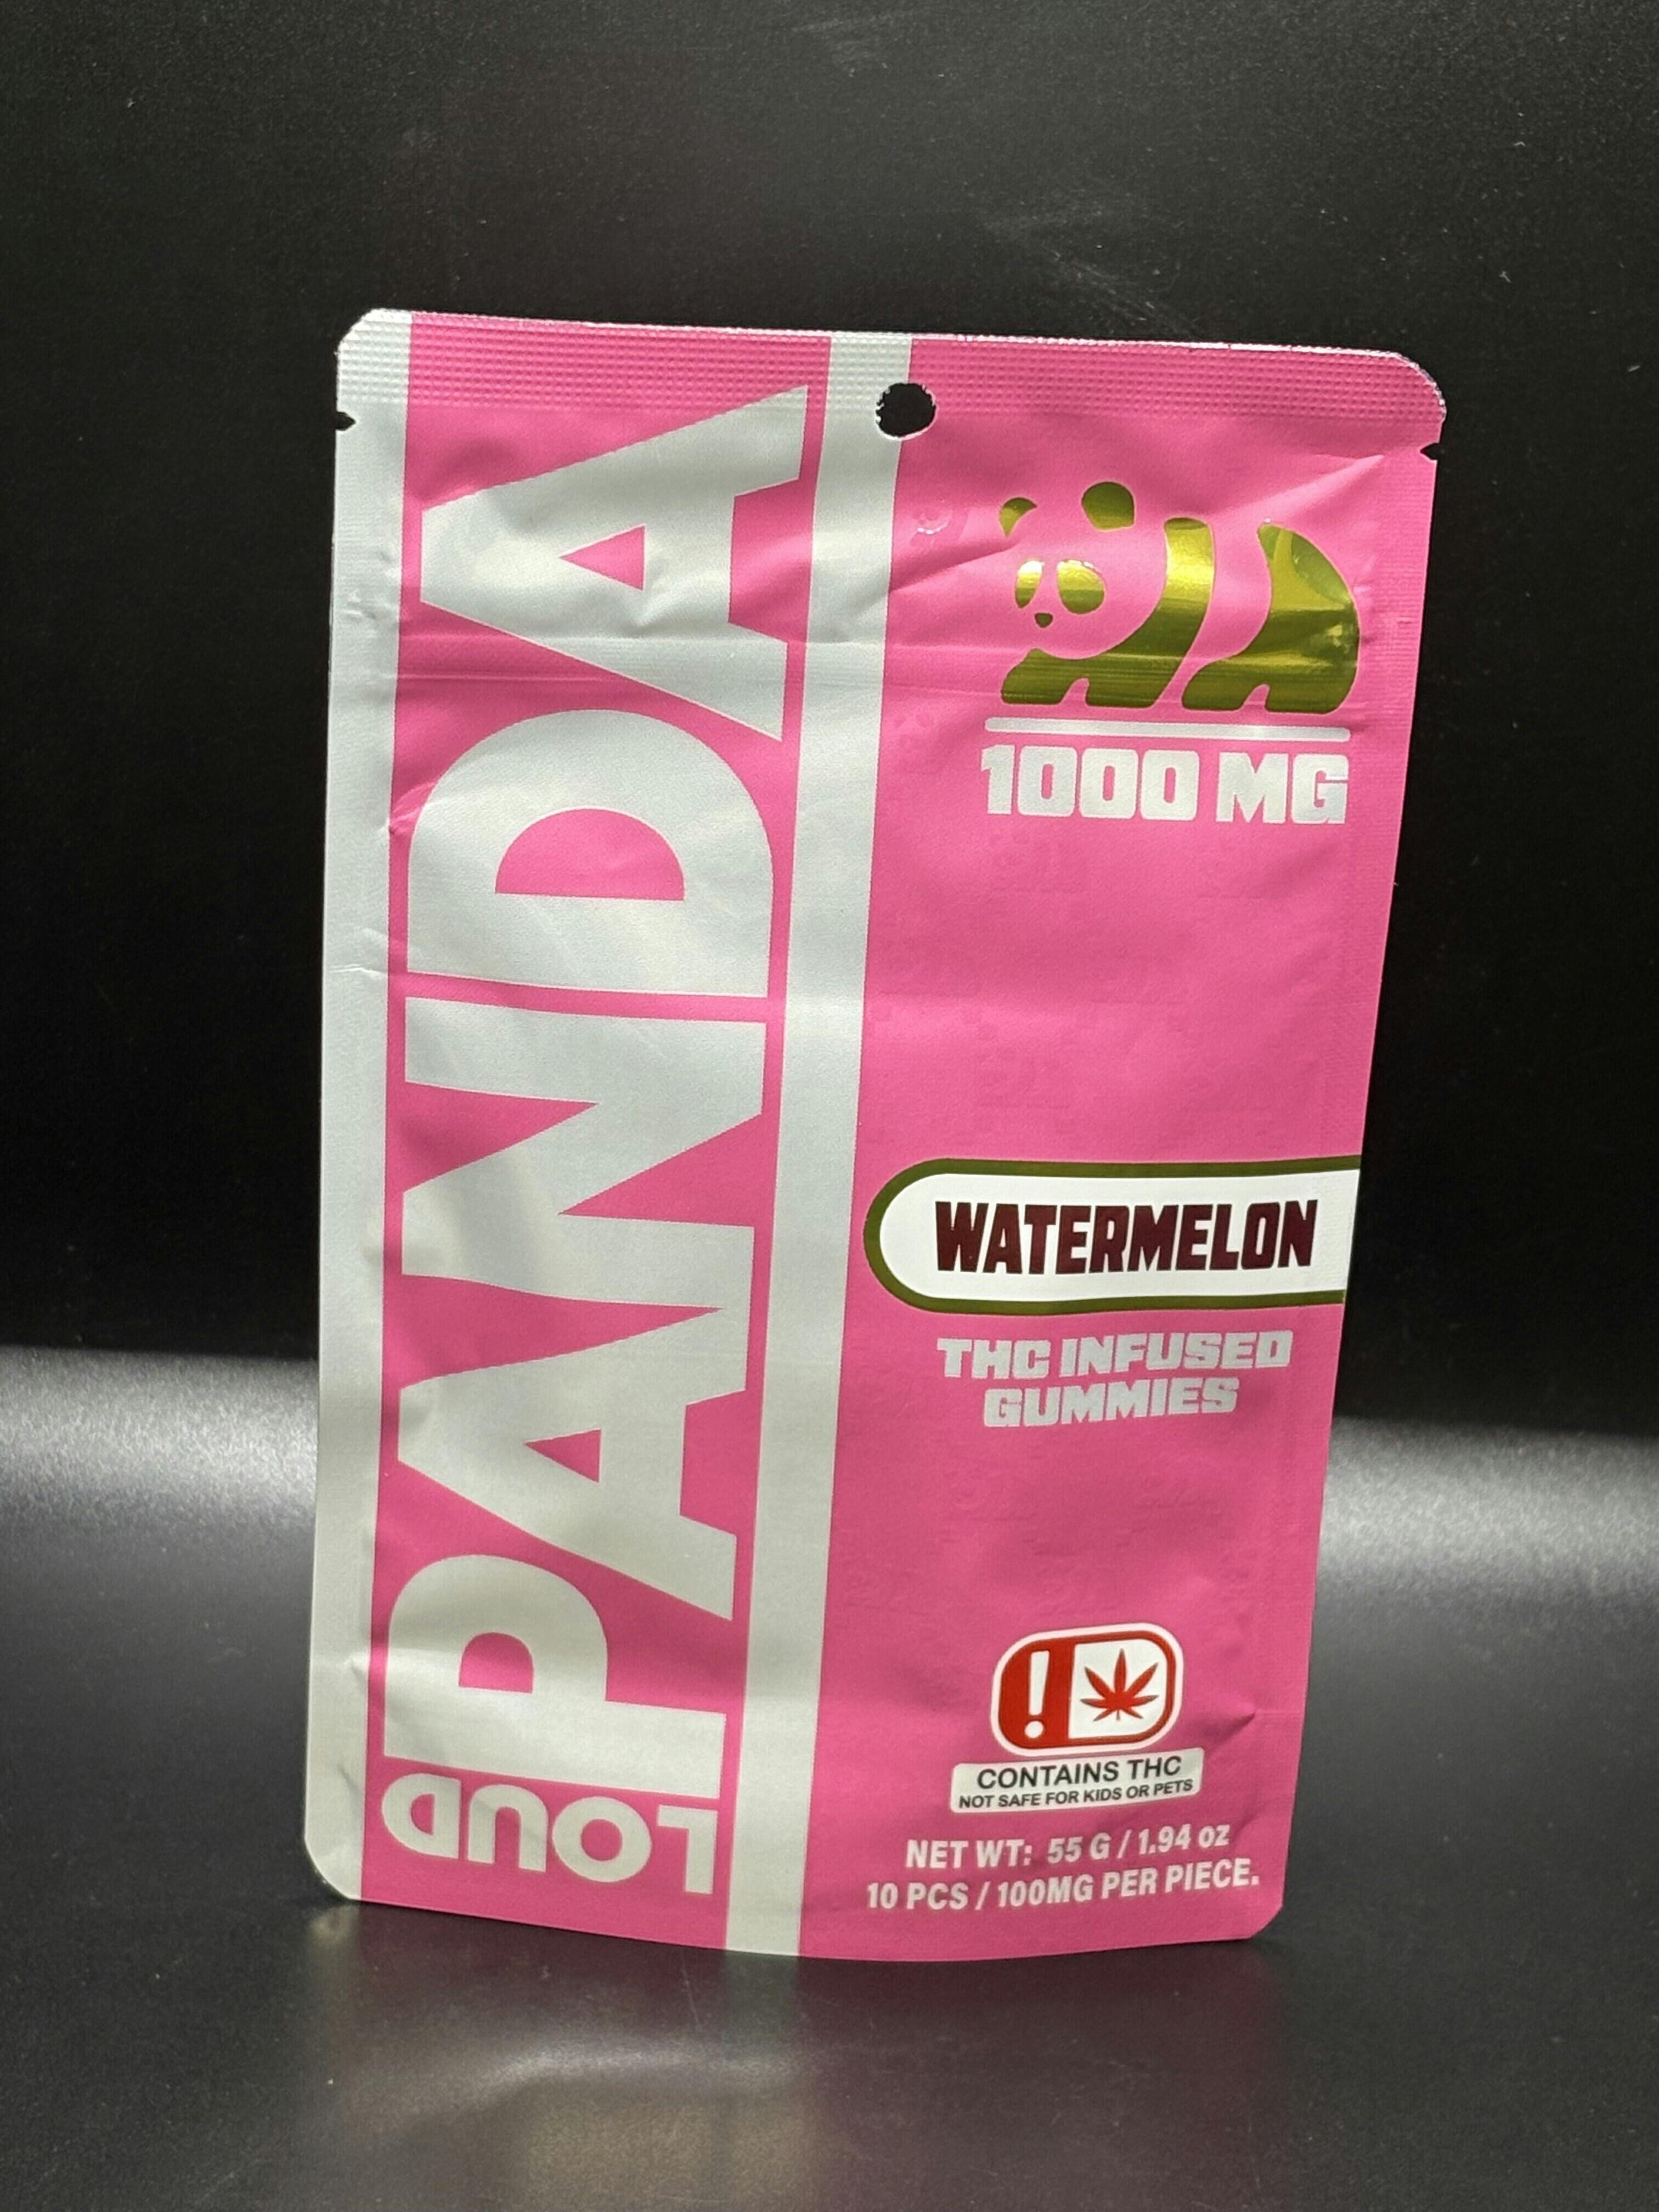 LOUD
PANDA
1000 MG
WATERMELON
THC INFUSED
GUMMIES
!
CONTAINS THC
NOT SAFE FOR KIDS OR PETS
NET WT: 55 G / 1.94 oz
10 PCS / 100MG PER PIECE.